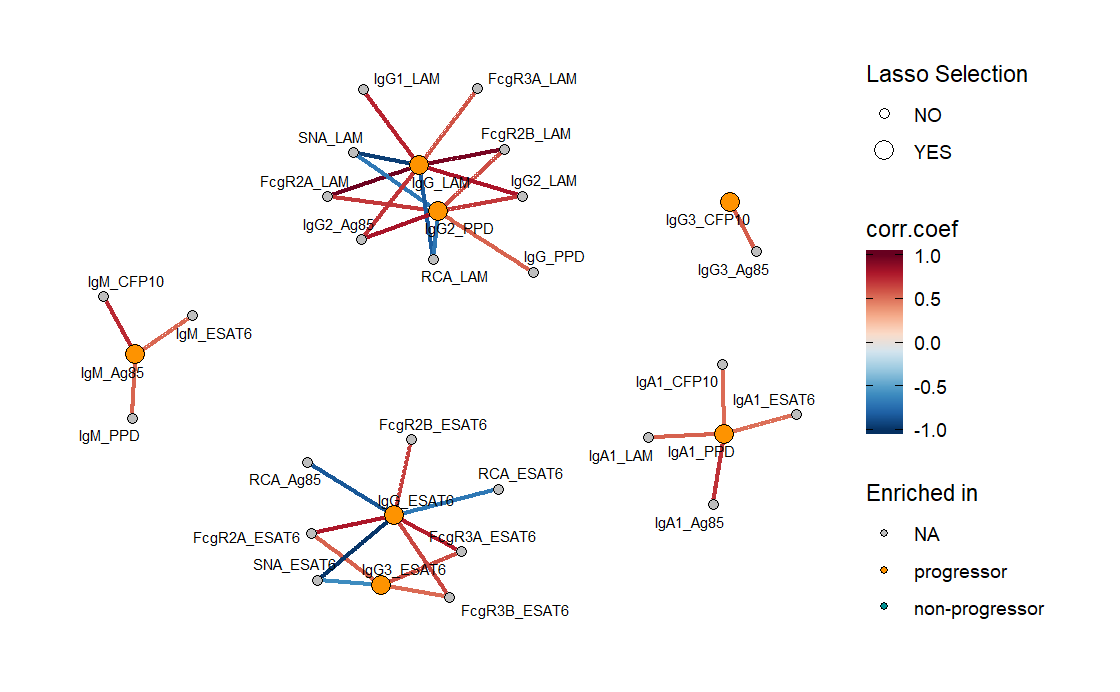 IgG1_LAM
FcgR3A_LAM
SNA_LAM
FcgR2B_LAM
FcgR2A_LAM
IgG_LAM
IgG2_LAM
IgG2_Ag85
IgG2_PPD
IgG_PPD
RCA_LAM
IgG3_CFP10
IgG3_Ag85
IgM_CFP10
IgM_ESAT6
IgM_Ag85
IgM_PPD
IgA1_CFP10
IgA1_ESAT6
IgA1_LAM
IgA1_PPD
IgA1_Ag85
FcgR2B_ESAT6
RCA_Ag85
RCA_ESAT6
IgG_ESAT6
FcgR2A_ESAT6
FcgR3A_ESAT6
SNA_ESAT6
IgG3_ESAT6
FcgR3B_ESAT6
Lasso Selection
NO
YES
corr.coef
1.0
0.5
0.0
-0.5
-1.0
Enriched in
NA
progressor
non-progressor